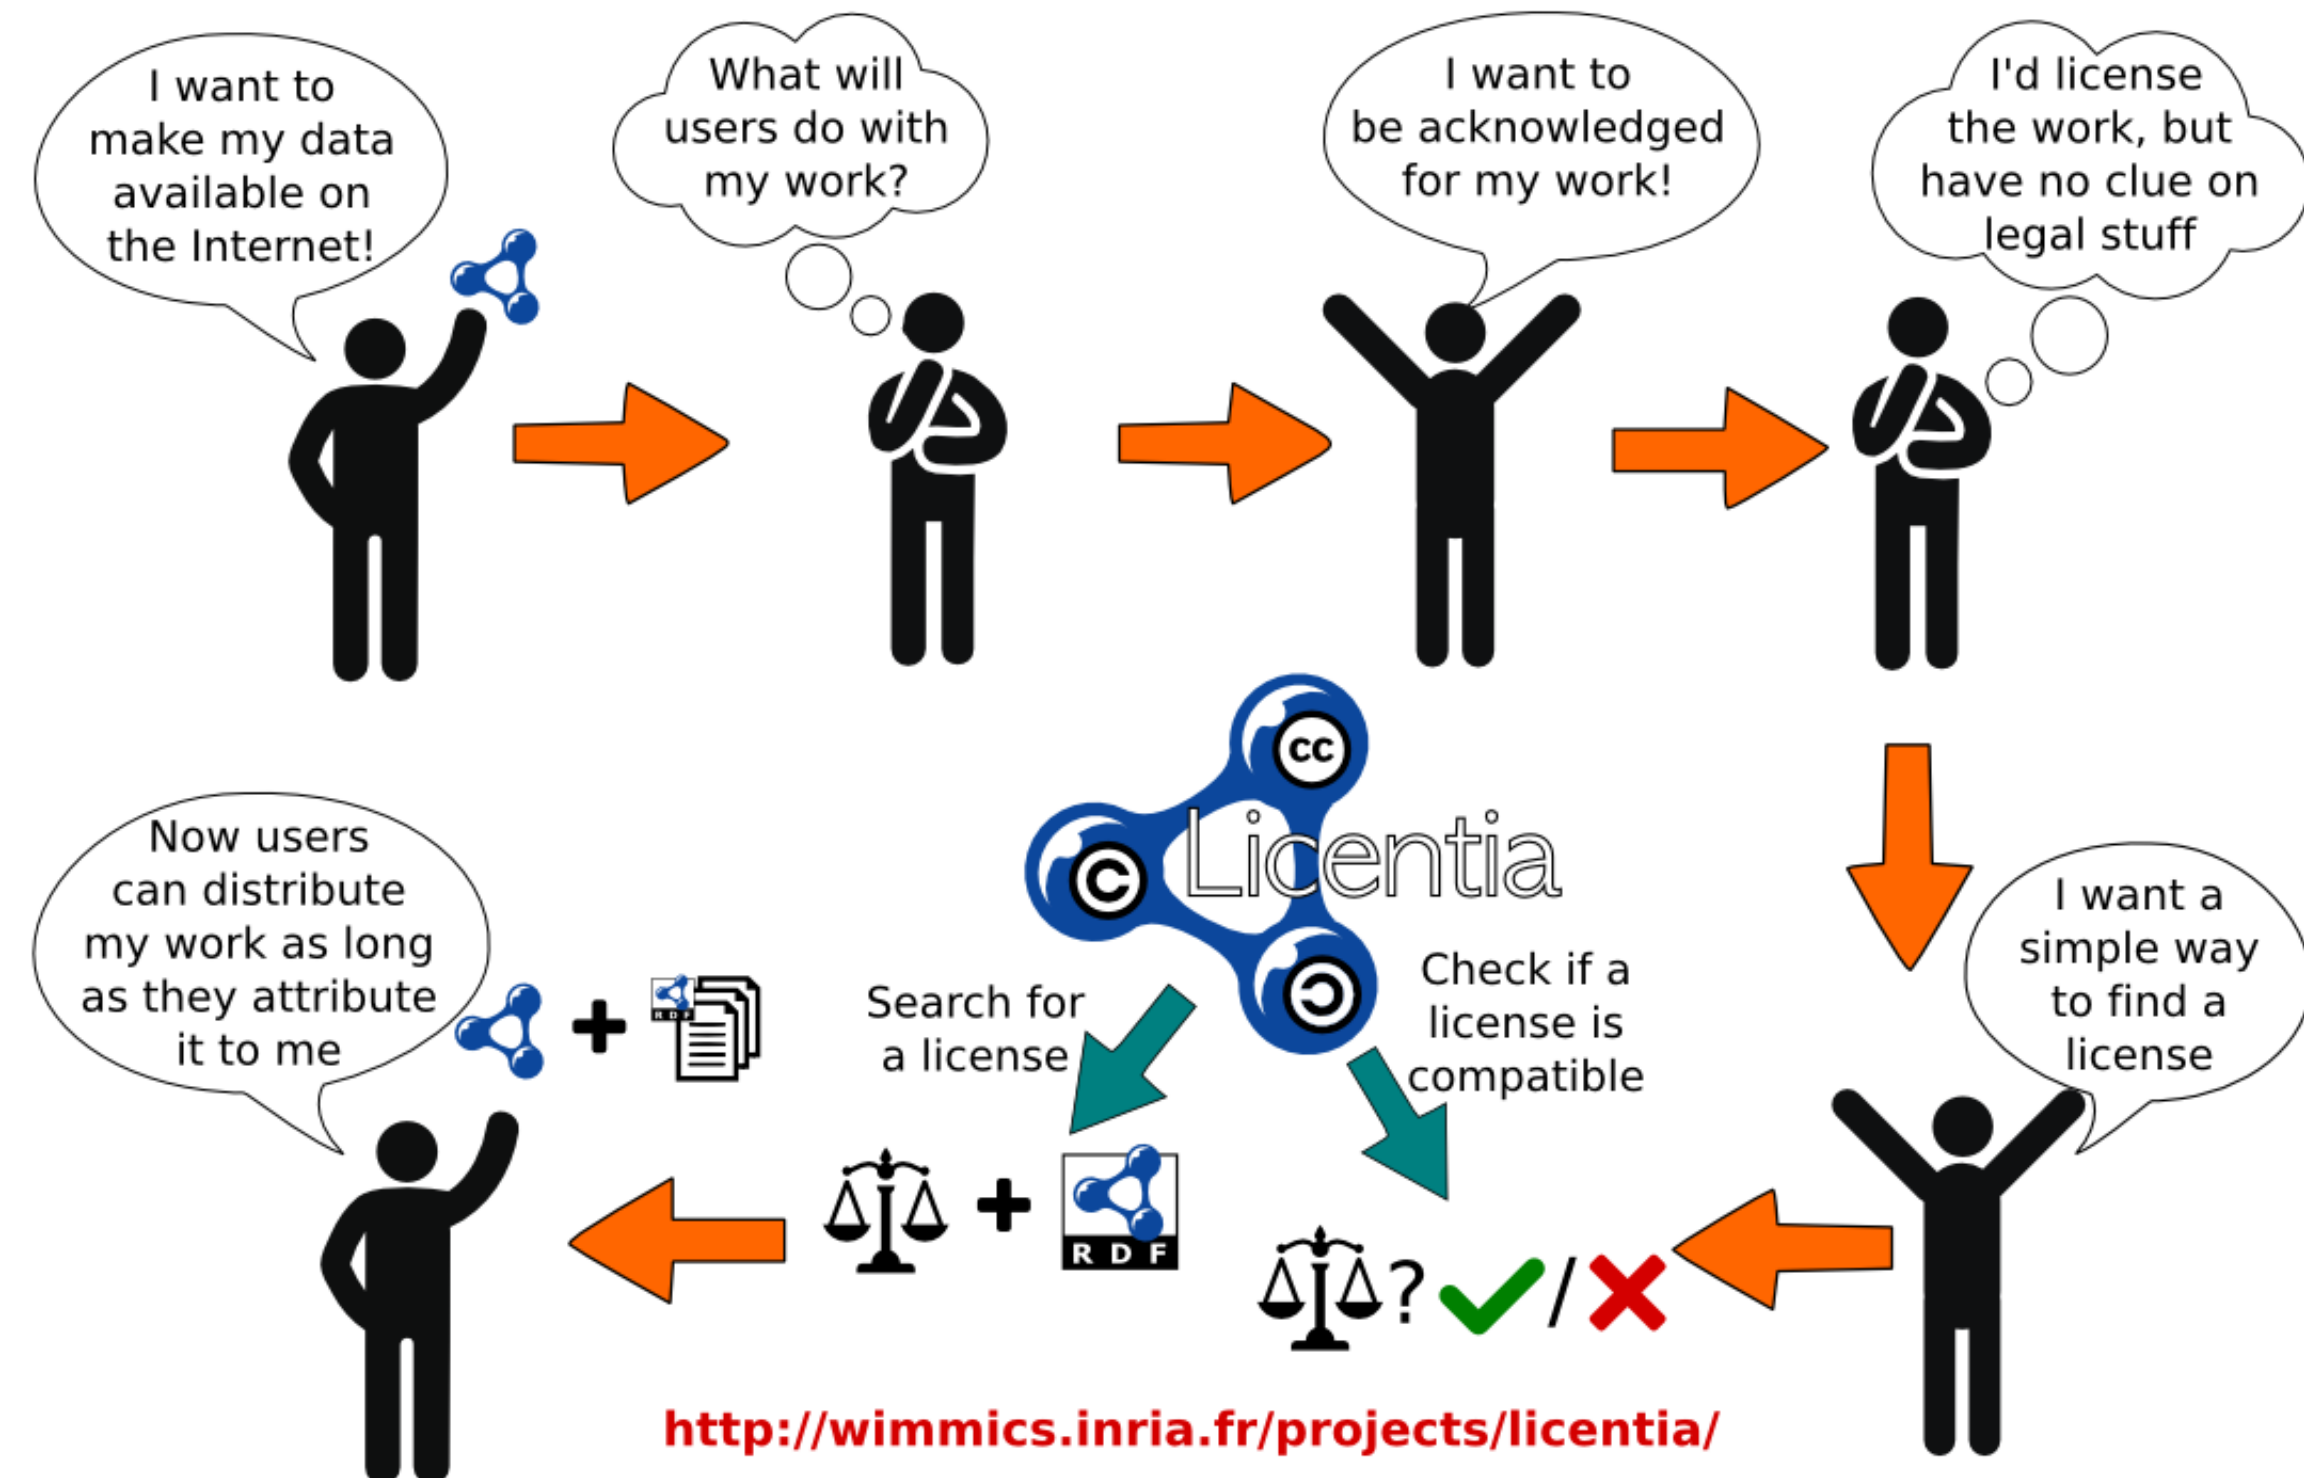 I want to
make my data
available on
the Internet!
What will
users do with
my work?
I want to
be acknowledged
for my work!
I'd license
the work, but
have no clue on
legal stuff
I want a
simple way
to find a
license
cc
C
Licentia
Ɔ
Check if a
license is
compatible
Search for
a license
?
/
+
RDF
Now users
can distribute
my work as long
as they attribute
it to me
+
RDF
http://wimmics.inria.fr/projects/licentia/